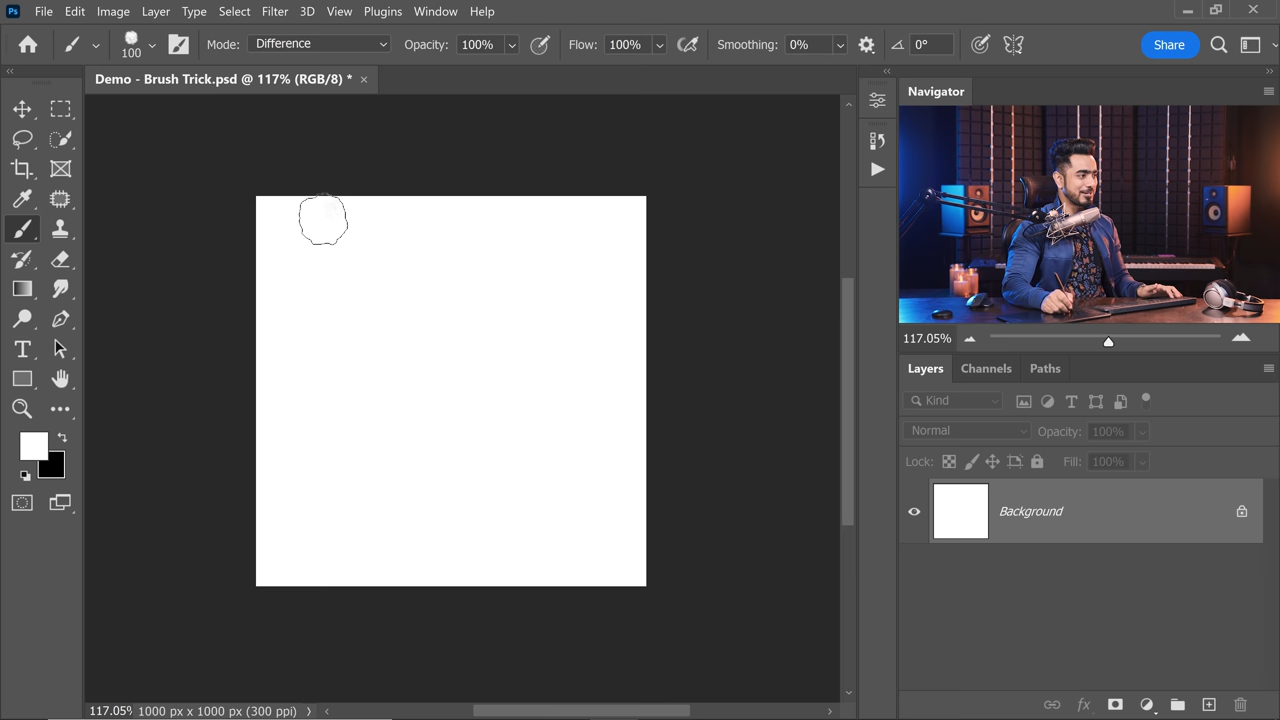 Ps File Edit Image Layer Type Select Filter 3D View Plugins Window Help
100 Mode: Difference Opacity: 100% Flow: 100% Smoothing: 0% 0° Share
Demo - Brush Trick.psd @ 117% (RGB/8) *
Navigator
117.05%
Layers Channels Paths
Kind
Normal Opacity: 100%
Lock: Fill: 100%
Background
117.05% 1000 px x 1000 px (300 ppi)